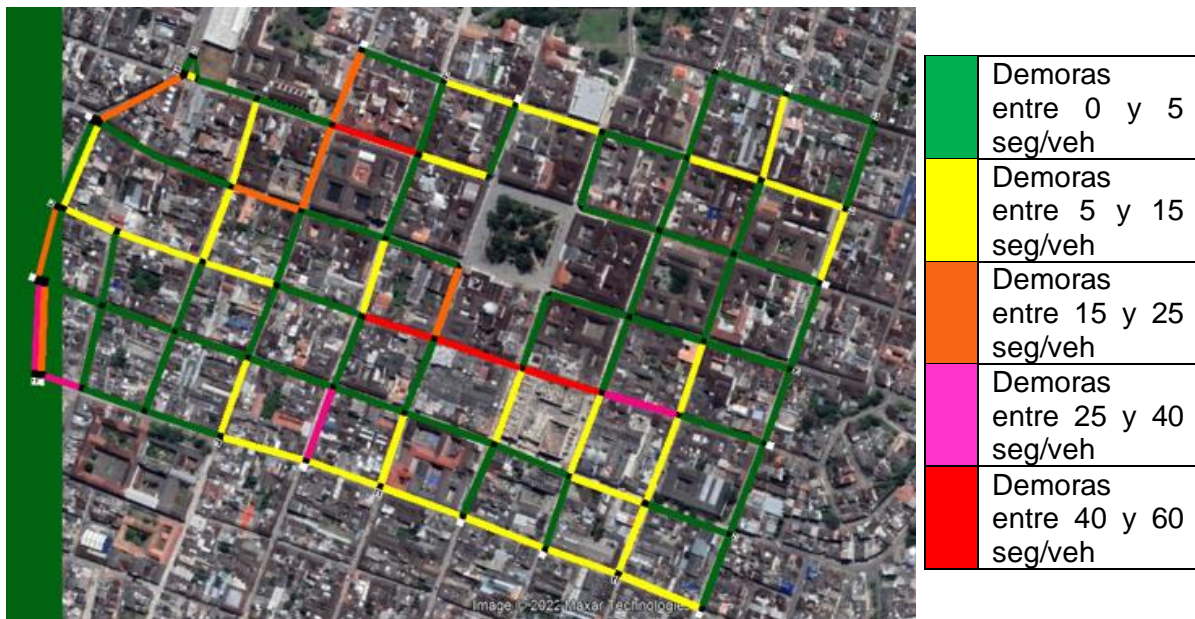 Demoras
entre 0 y 5
seg/veh
Demoras
entre 5 y 15
seg/veh
Demoras
entre 15 y 25
seg/veh
Demoras
entre 25 y 40
seg/veh
Demoras
entre 40 y 60
seg/veh
Image © 2022 Maxar Technologies